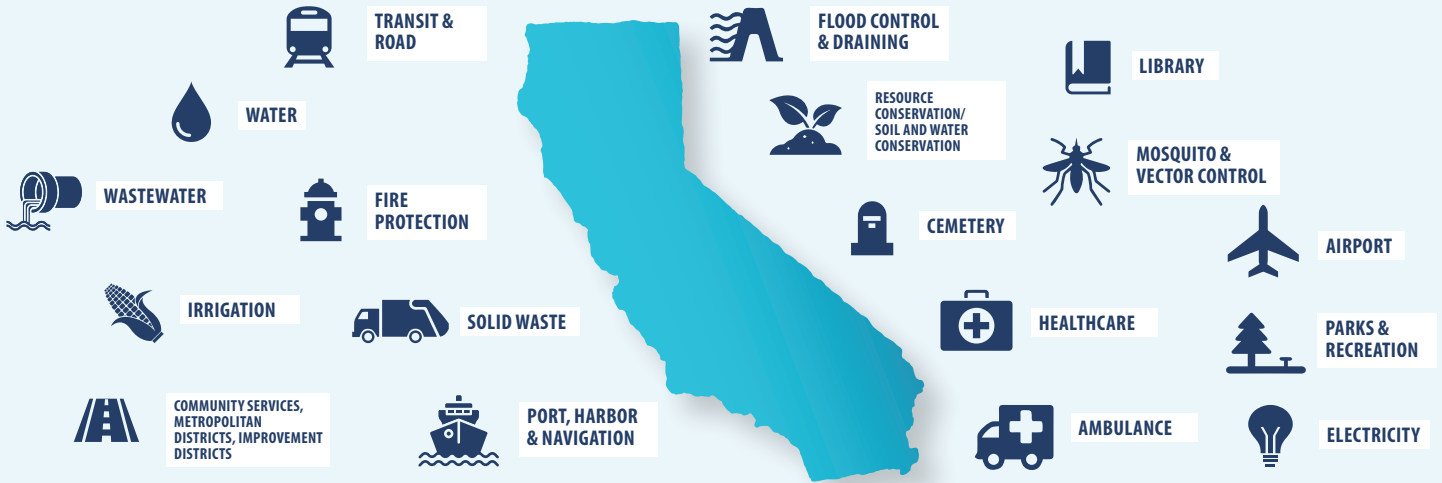 TRANSIT &
ROAD
FLOOD CONTROL
& DRAINING
LIBRARY
WATER
RESOURCE
CONSERVATION/
SOIL AND WATER
CONSERVATION
MOSQUITO &
VECTOR CONTROL
WASTEWATER
FIRE
PROTECTION
CEMETERY
AIRPORT
IRRIGATION
SOLID WASTE
HEALTHCARE
PARKS &
RECREATION
COMMUNITY SERVICES,
METROPOLITAN
DISTRICTS, IMPROVEMENT
DISTRICTS
PORT, HARBOR
& NAVIGATION
AMBULANCE
ELECTRICITY